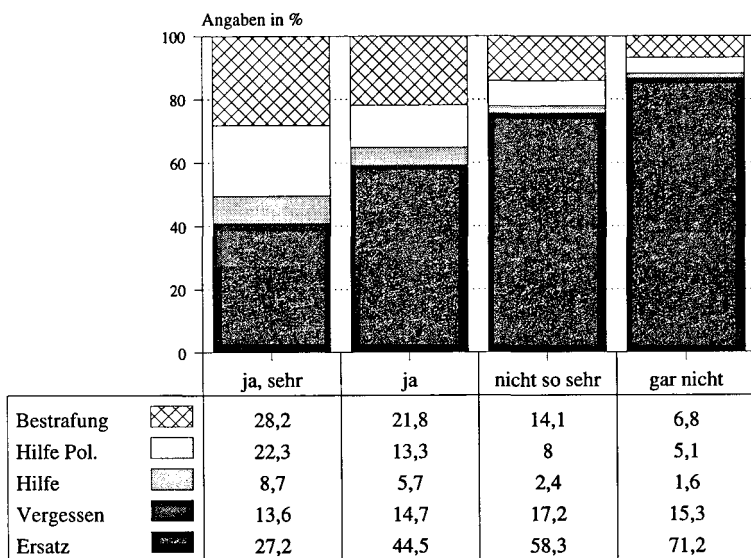 Angaben in %
100
80
60
40
20
0
ja, sehr ja nicht so sehr gar nicht
Bestrafung 28,2 21,8 14,1 6,8
Hilfe Pol. 22,3 13,3 8 5,1
Hilfe 8,7 5,7 2,4 1,6
Vergessen 13,6 14,7 17,2 15,3
Ersatz 27,2 44,5 58,3 71,2